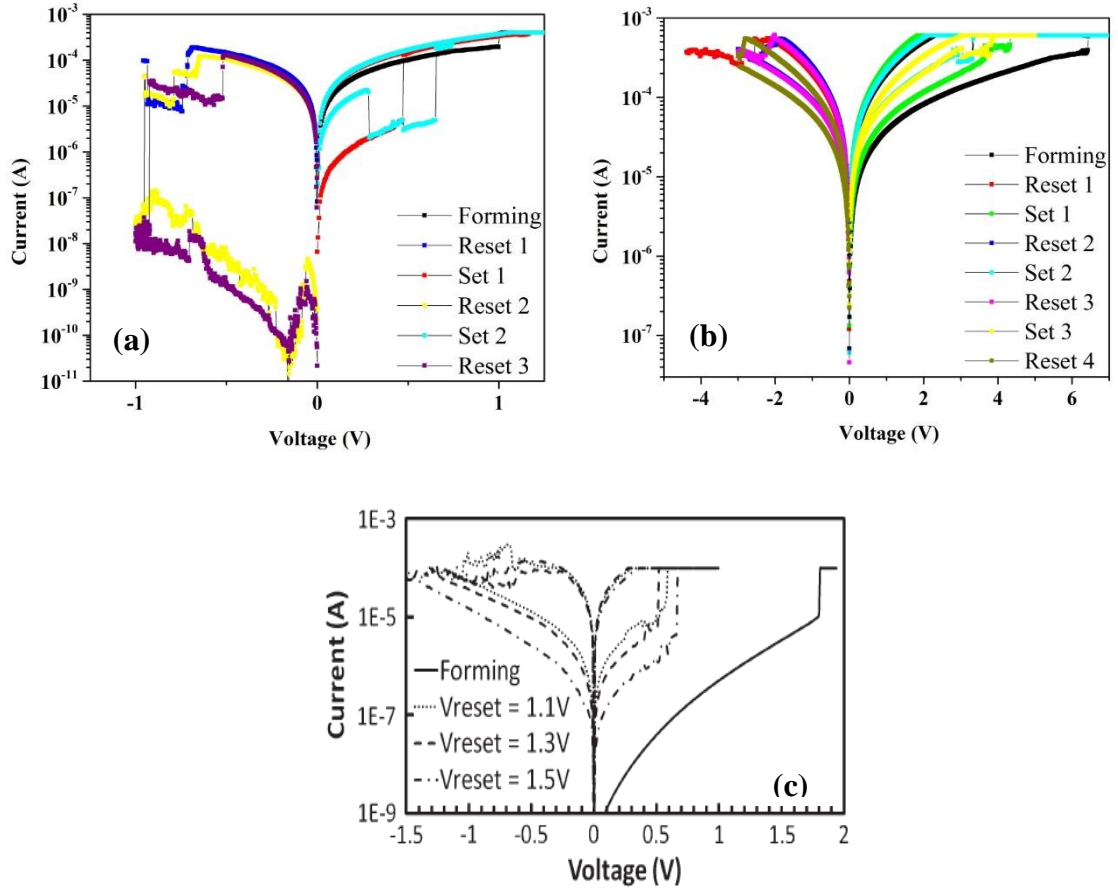 10⁻³
10⁻⁴
10⁻⁵
10⁻⁶
10⁻⁷
10⁻⁸
10⁻⁹
10⁻¹⁰
10⁻¹¹
Current (A)
Forming
Reset 1
Set 1
Reset 2
Set 2
Reset 3
(a)
-1
0
1
Voltage (V)
10⁻³
10⁻⁴
10⁻⁵
10⁻⁶
10⁻⁷
Current (A)
Forming
Reset 1
Set 1
Reset 2
Set 2
Reset 3
Set 3
Reset 4
(b)
-4
-2
0
2
4
6
Voltage (V)
1E-3
1E-5
1E-7
1E-9
Current (A)
Forming
Vreset = 1.1V
Vreset = 1.3V
Vreset = 1.5V
(c)
-1.5
-1
-0.5
0
0.5
1
1.5
2
Voltage (V)